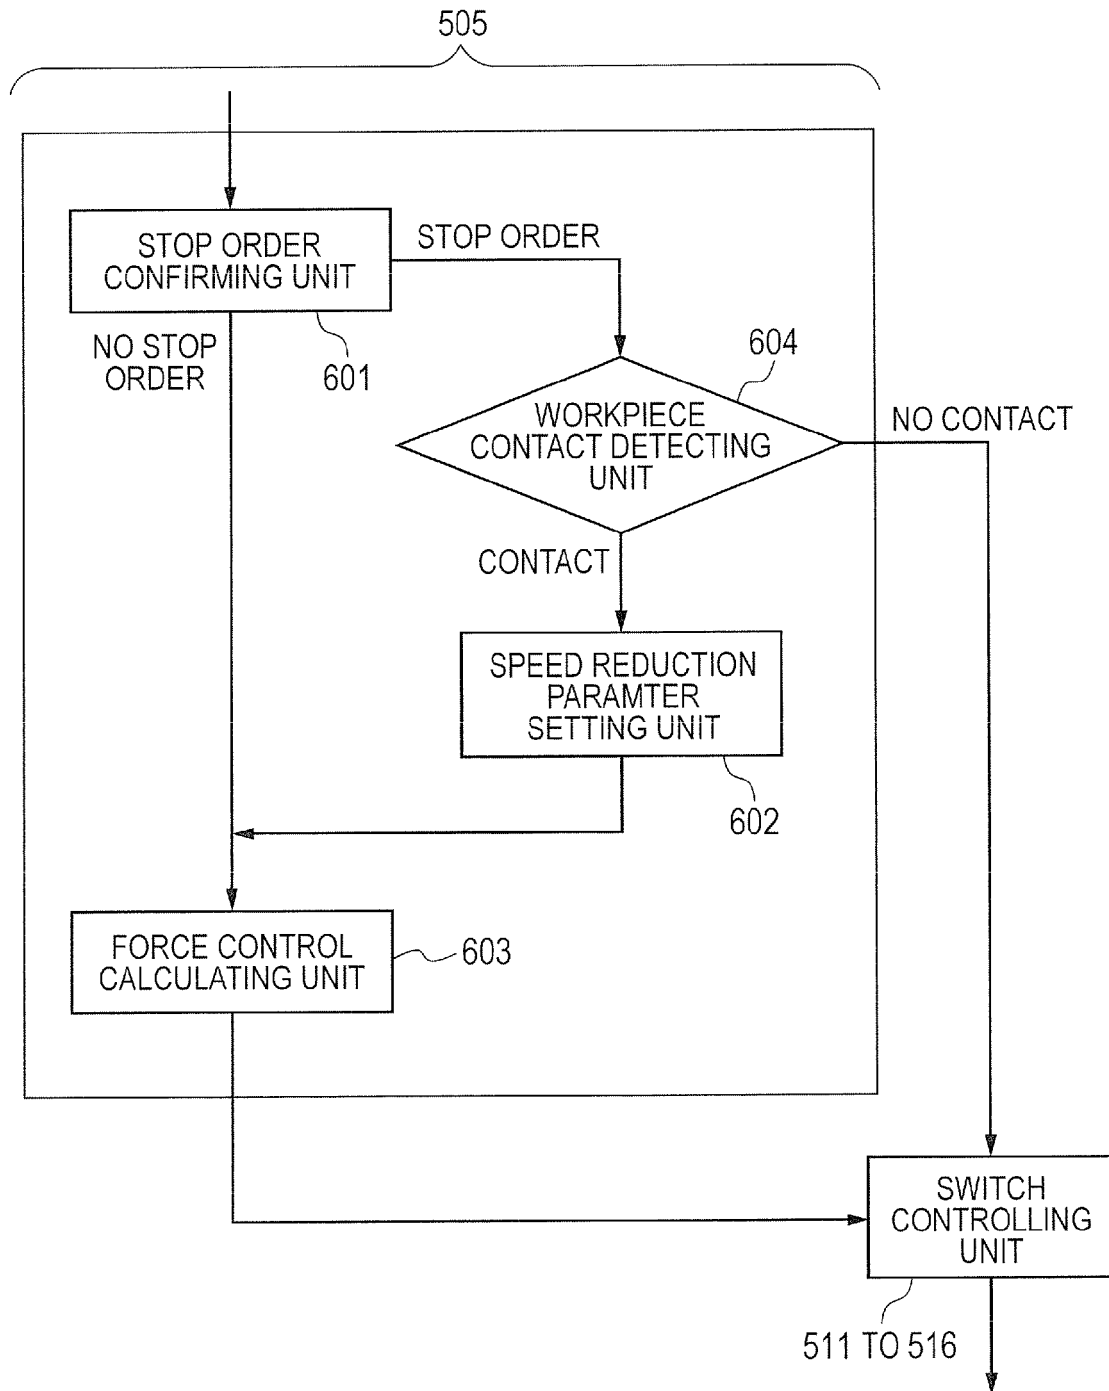 505
STOP ORDER
CONFIRMING UNIT
STOP ORDER
NO STOP
ORDER
601
604
WORKPIECE
CONTACT DETECTING
UNIT
NO CONTACT
CONTACT
SPEED REDUCTION
PARAMTER
SETTING UNIT
602
FORCE CONTROL
CALCULATING UNIT
603
SWITCH
CONTROLLING
UNIT
511 TO 516